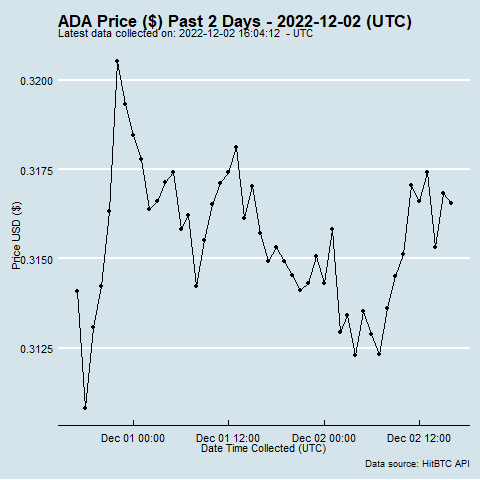 ADA Price ($) Past 2 Days - 2022-12-02 (UTC)
Latest data collected on: 2022-12-02 16:04:12 - UTC
Price USD ($)
0.3200
0.3175
0.3150
0.3125
Dec 01 00:00 Dec 01 12:00 Dec 02 00:00 Dec 02 12:00
Date Time Collected (UTC)
Data source: HitBTC API